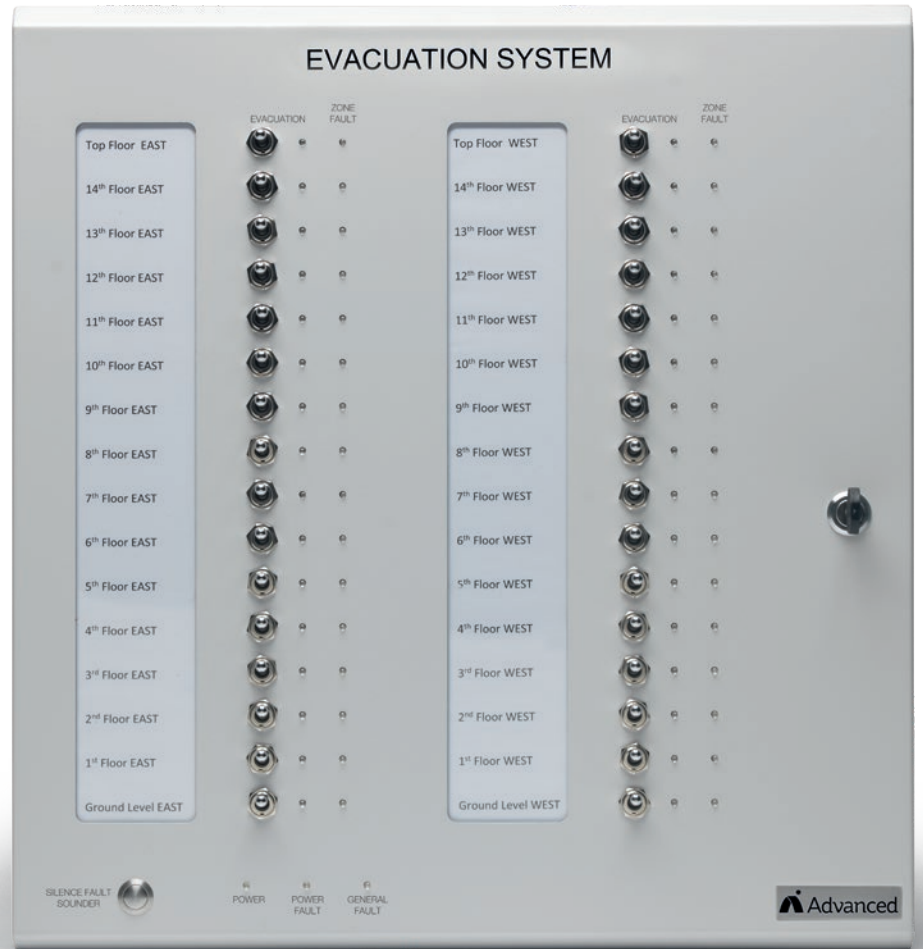 EVACUATION SYSTEM
EVACUATION
ZONE
FAULT
Top Floor EAST
14th Floor EAST
13th Floor EAST
12th Floor EAST
11th Floor EAST
10th Floor EAST
9th Floor EAST
8th Floor EAST
7th Floor EAST
6th Floor EAST
5th Floor EAST
4th Floor EAST
3rd Floor EAST
2nd Floor EAST
1st Floor EAST
Ground Level EAST
EVACUATION
ZONE
FAULT
Top Floor WEST
14th Floor WEST
13th Floor WEST
12th Floor WEST
11th Floor WEST
10th Floor WEST
9th Floor WEST
8th Floor WEST
7th Floor WEST
6th Floor WEST
5th Floor WEST
4th Floor WEST
3rd Floor WEST
2nd Floor WEST
1st Floor WEST
Ground Level WEST
SILENCE FAULT
SOUNDER
POWER
POWER
FAULT
GENERAL
FAULT
Advanced